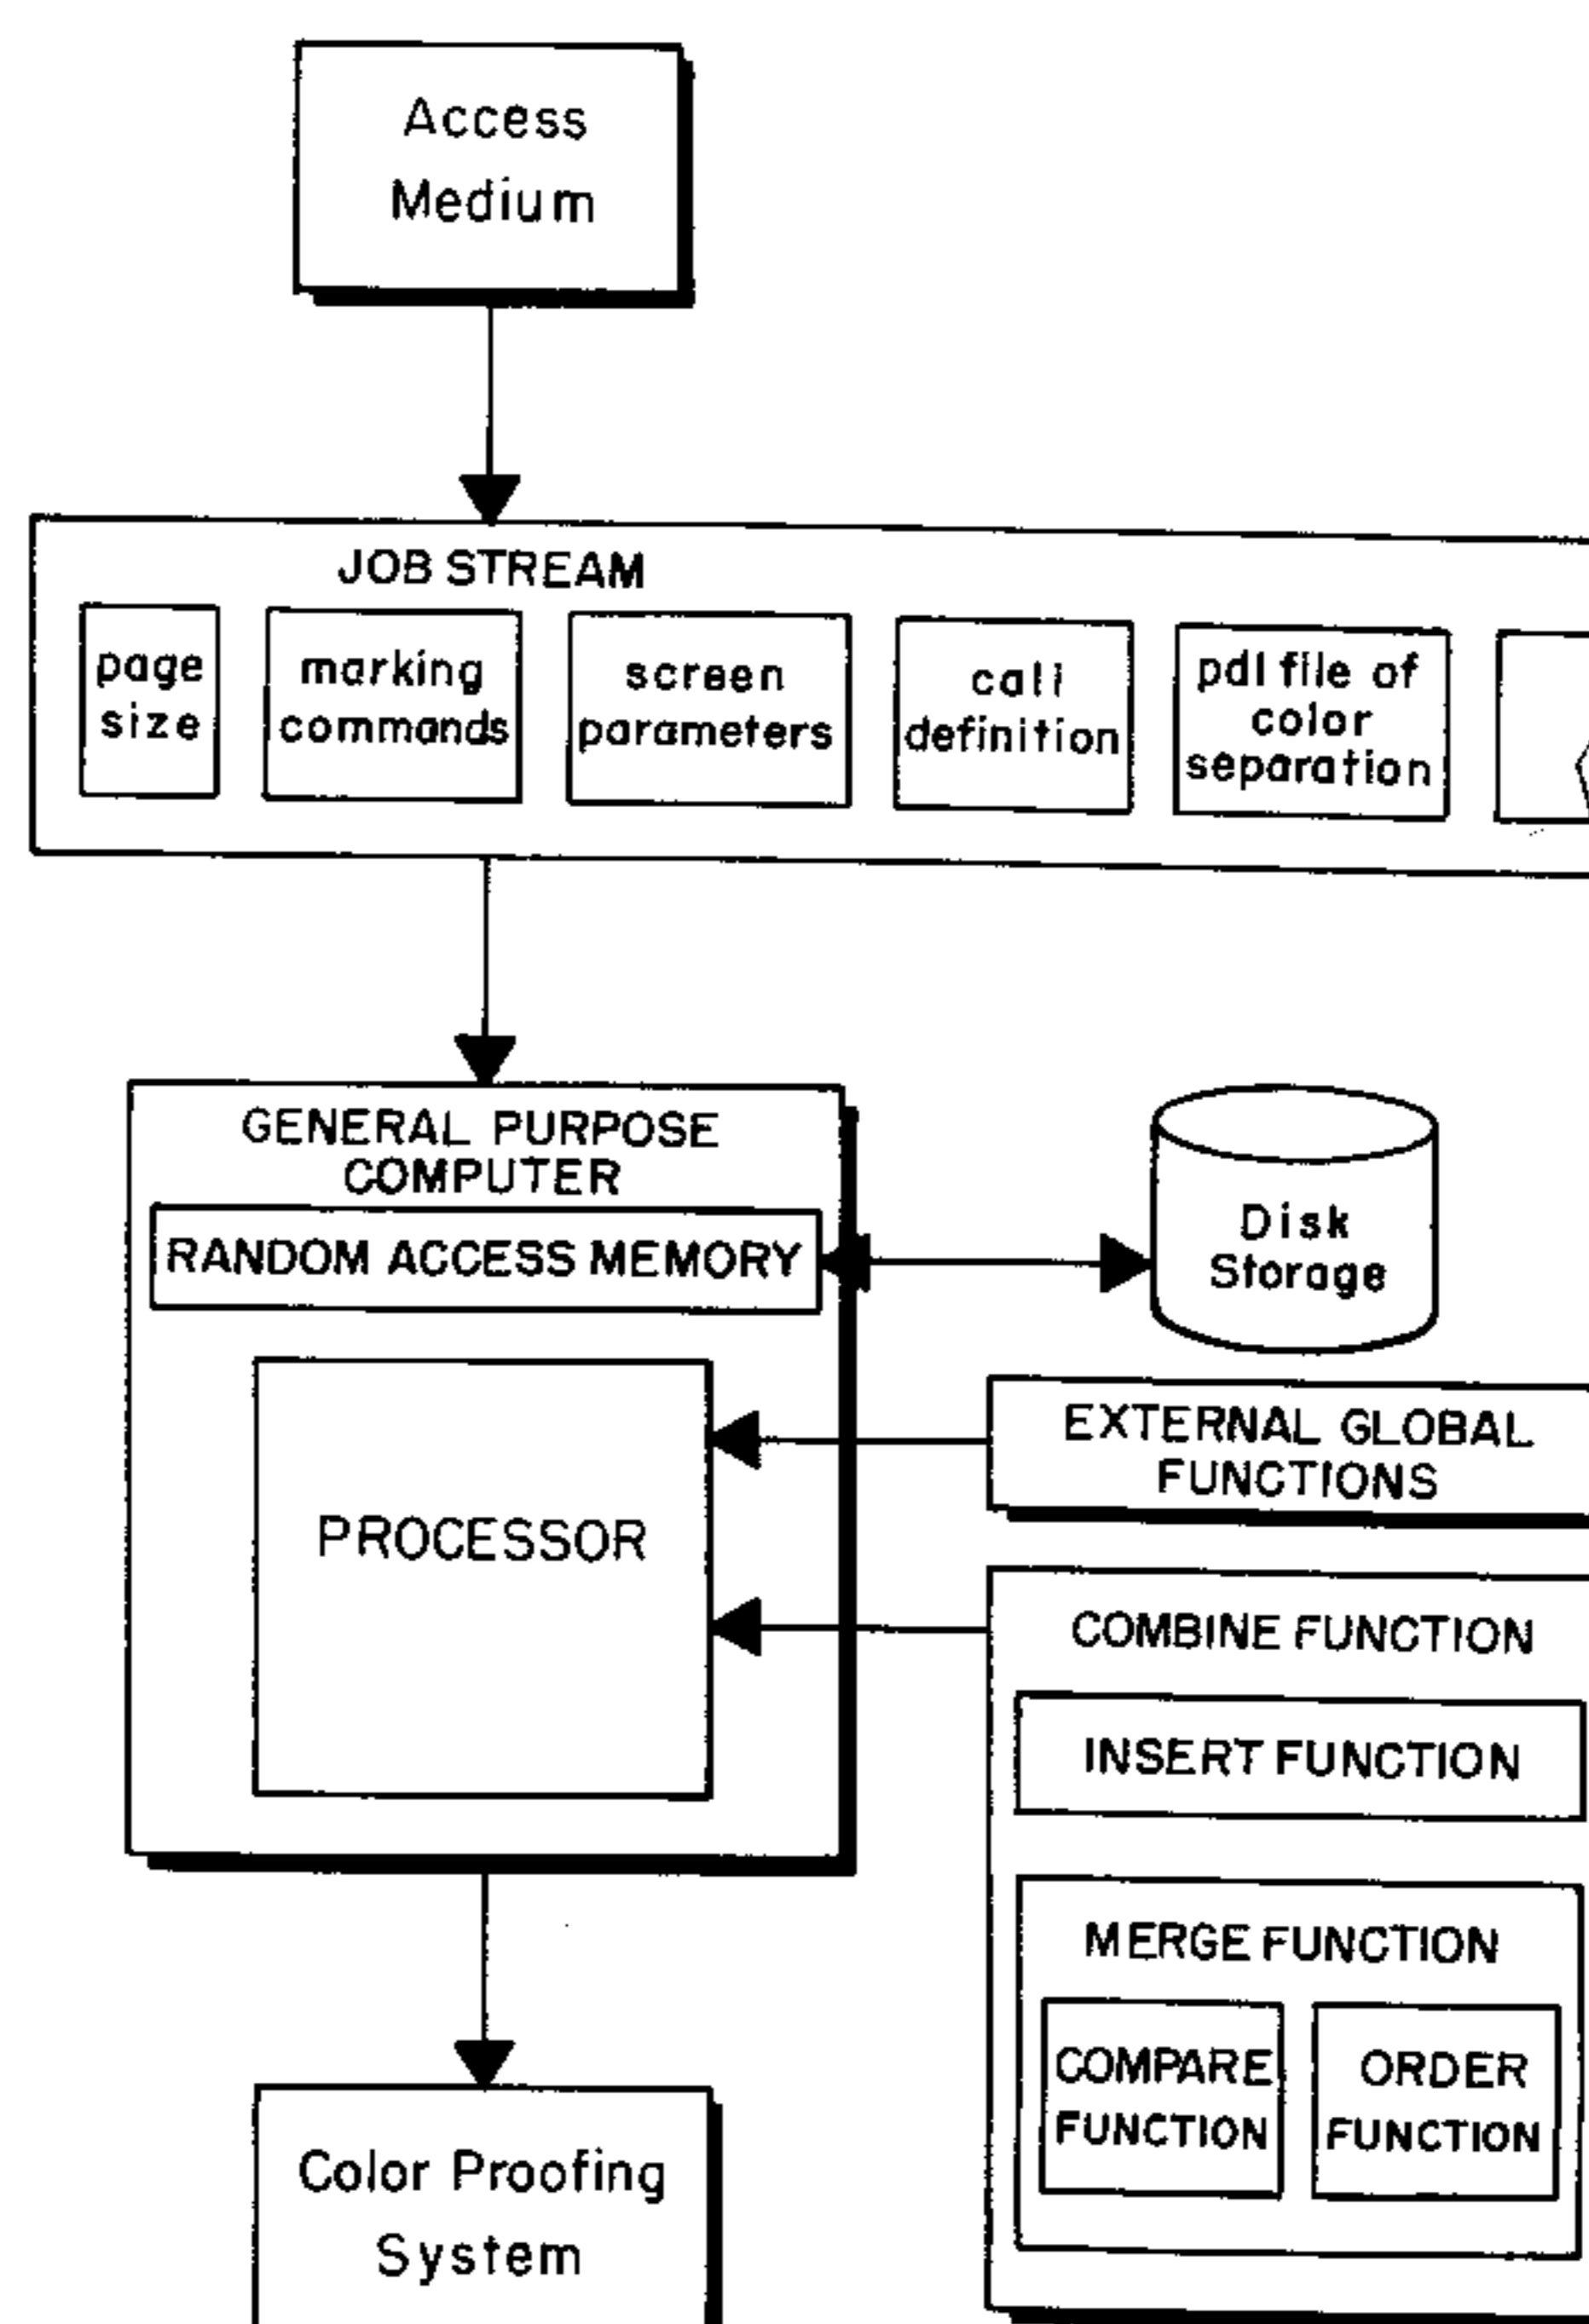 Access
Medium
JOB STREAM
page
size
marking
commands
screen
parameters
call
definition
pdl file of
color
separation
GENERAL PURPOSE
COMPUTER
RANDOM ACCESS MEMORY
Disk
Storage
EXTERNAL GLOBAL
FUNCTIONS
PROCESSOR
COMBINE FUNCTION
INSERT FUNCTION
MERGE FUNCTION
COMPARE
FUNCTION
ORDER
FUNCTION
Color Proofing
System